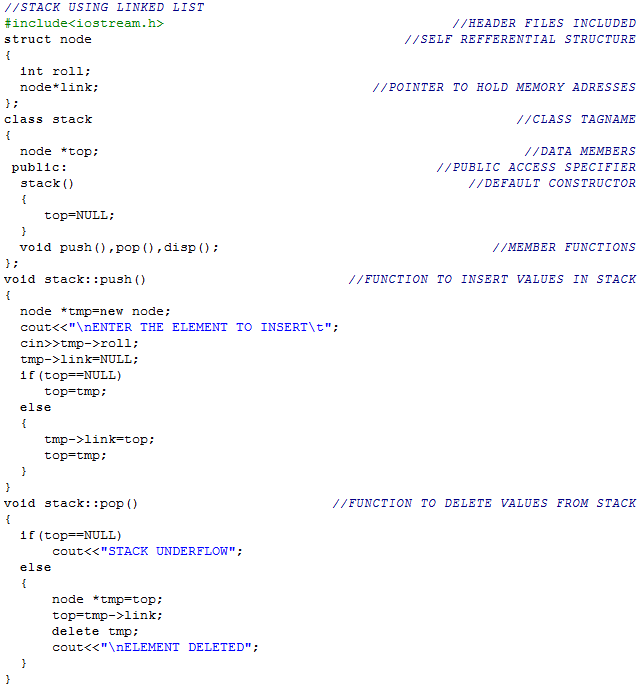 //STACK USING LINKED LIST
#include<iostream.h> //HEADER FILES INCLUDED
struct node //SELF REFFERENTIAL STRUCTURE
{
int roll;
node*link; //POINTER TO HOLD MEMORY ADRESSES
};
class stack //CLASS TAGNAME
{
node *top; //DATA MEMBERS
public: //PUBLIC ACCESS SPECIFIER
stack() //DEFAULT CONSTRUCTOR
{
top=NULL;
}
void push(),pop(),disp(); //MEMBER FUNCTIONS
};
void stack::push() //FUNCTION TO INSERT VALUES IN STACK
{
node *tmp=new node;
cout<<"\nENTER THE ELEMENT TO INSERT\t";
cin>>tmp->roll;
tmp->link=NULL;
if(top==NULL)
top=tmp;
else
{
tmp->link=top;
top=tmp;
}
}
void stack::pop() //FUNCTION TO DELETE VALUES FROM STACK
{
if(top==NULL)
cout<<"STACK UNDERFLOW";
else
{
node *tmp=top;
top=tmp->link;
delete tmp;
cout<<"\nELEMENT DELETED";
}
}